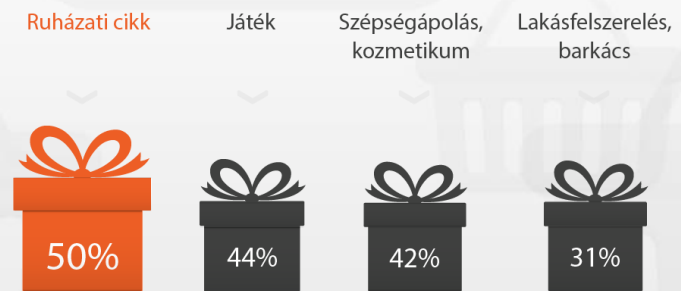 Ruházati cikk
Játék
Szépségápolás,
kozmetikum
Lakásfelszerelés,
barkács
50%
44%
42%
31%